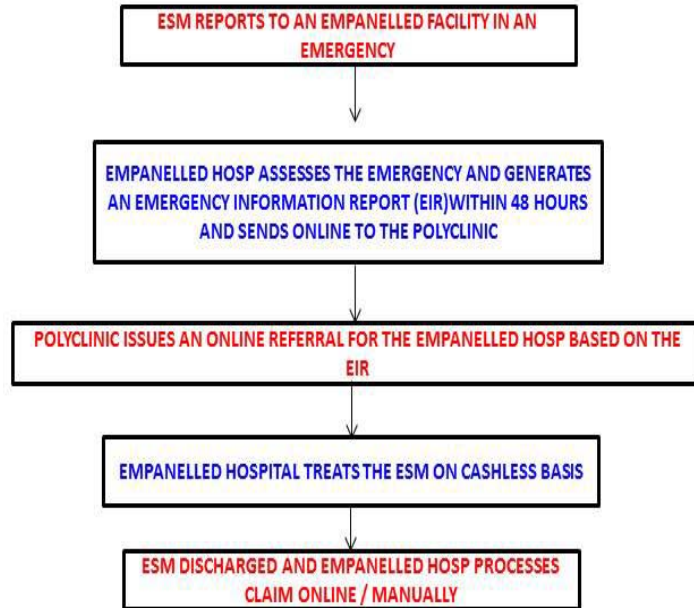 ESM REPORTS TO AN EMPANELLED FACILITY IN AN
EMERGENCY
EMPANELLED HOSP ASSESSES THE EMERGENCY AND GENERATES
AN EMERGENCY INFORMATION REPORT (EIR)WITHIN 48 HOURS
AND SENDS ONLINE TO THE POLYCLINIC
POLYCLINIC ISSUES AN ONLINE REFERRAL FOR THE EMPANELLED HOSP BASED ON THE
EIR
EMPANELLED HOSPITAL TREATS THE ESM ON CASHLESS BASIS
ESM DISCHARGED AND EMPANELLED HOSP PROCESSES
CLAIM ONLINE / MANUALLY